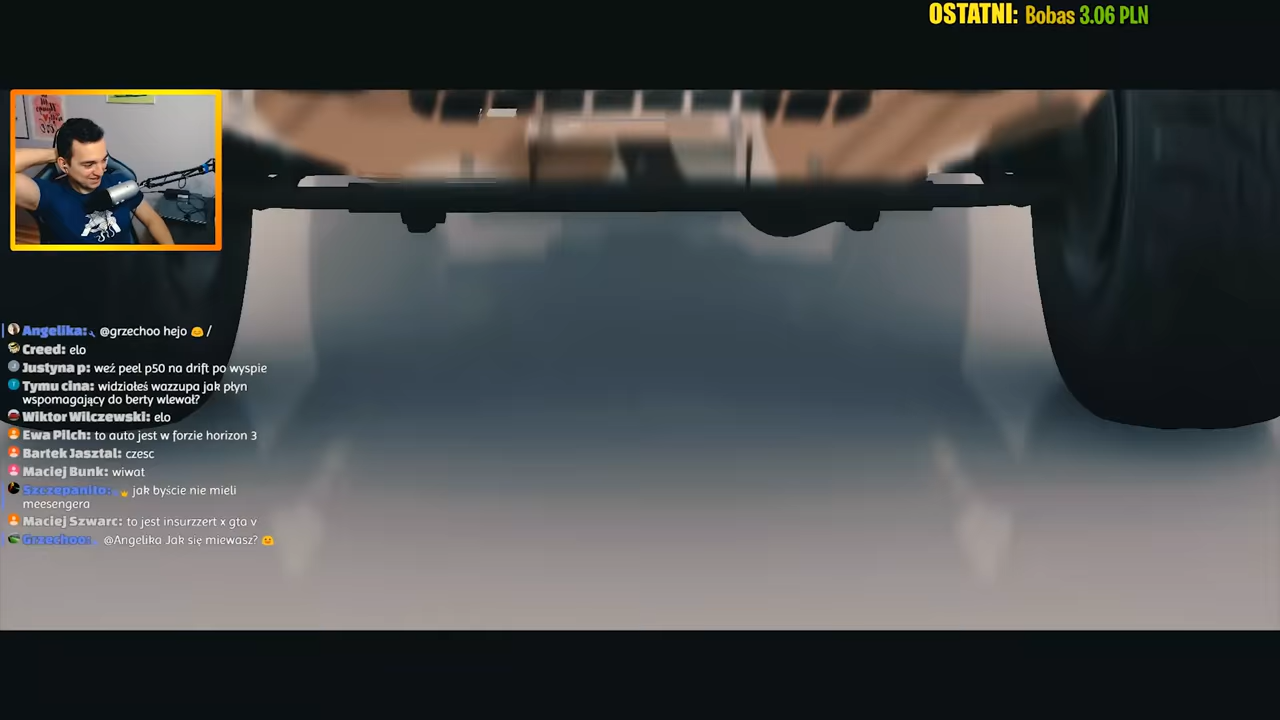 OSTATNI: Bobas 3.06 PLN
Angelika: @grzechoo hejo /
Creed: elo
Justyna p: weź peel p50 na drift po wyspie
Tymu cina: widziałeś wazzupa jak płyn
wspomagający do berty wlewał?
Wiktor Wilczewski: elo
Ewa Pilch: to auto jest w forzie horizon 3
Bartek Jasztal: czesc
Maciej Bunk: wiwat
Szczepanito: jak byście nie mieli
meesengera
Maciej Szwarc: to jest insurzzert x gta v
Grzechoo: @Angelika Jak się miewasz?